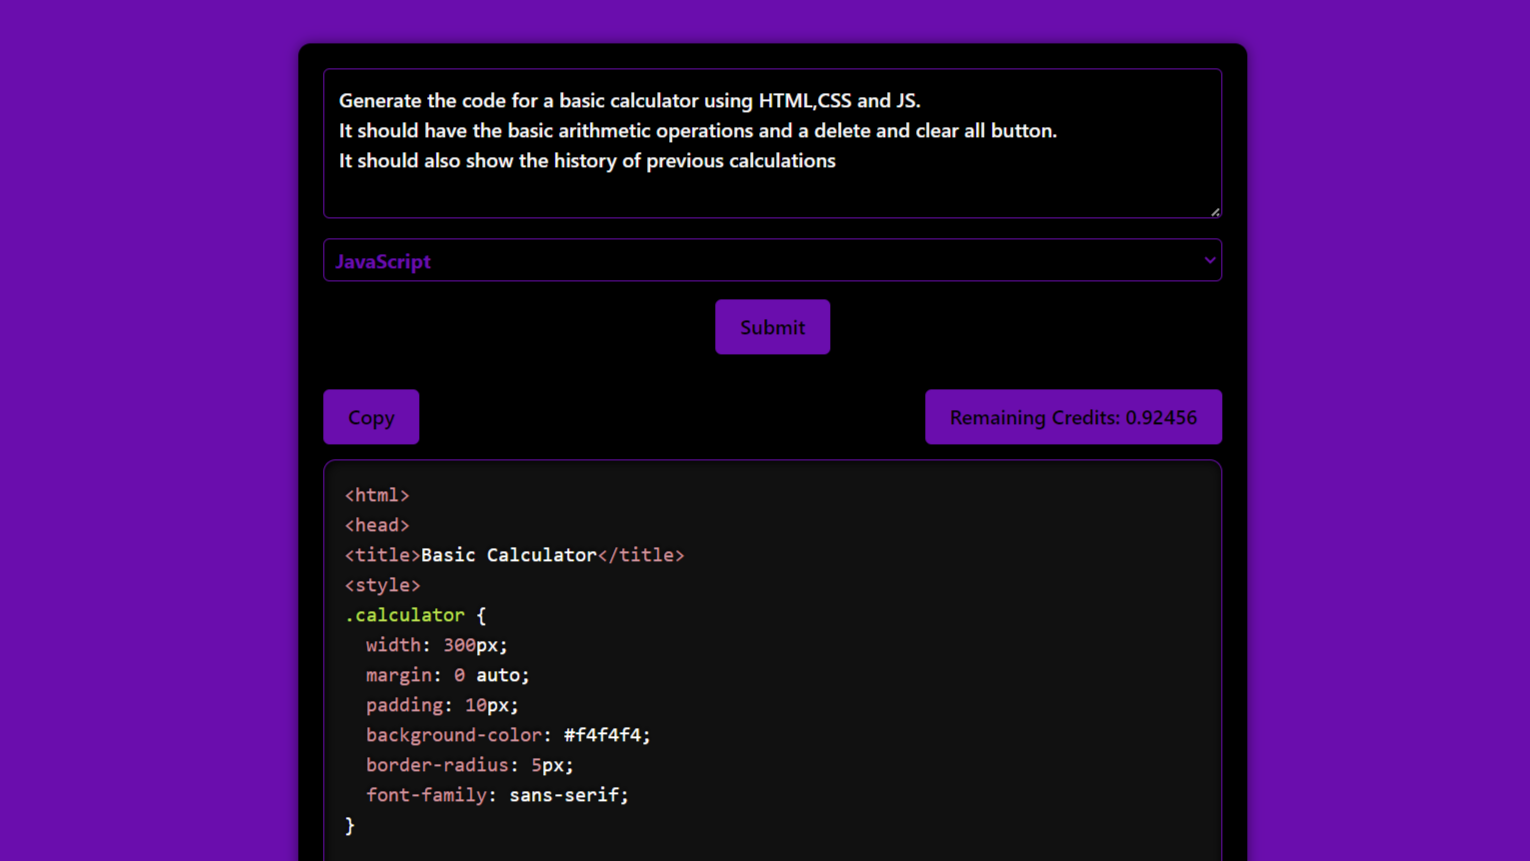 Generate the code for a basic calculator using HTML,CSS and JS.
It should have the basic arithmetic operations and a delete and clear all button.
It should also show the history of previous calculations
JavaScript
Submit
Copy
Remaining Credits: 0.92456
<html>
<head>
<title>Basic Calculator</title>
<style>
.calculator {
  width: 300px;
  margin: 0 auto;
  padding: 10px;
  background-color: #f4f4f4;
  border-radius: 5px;
  font-family: sans-serif;
}